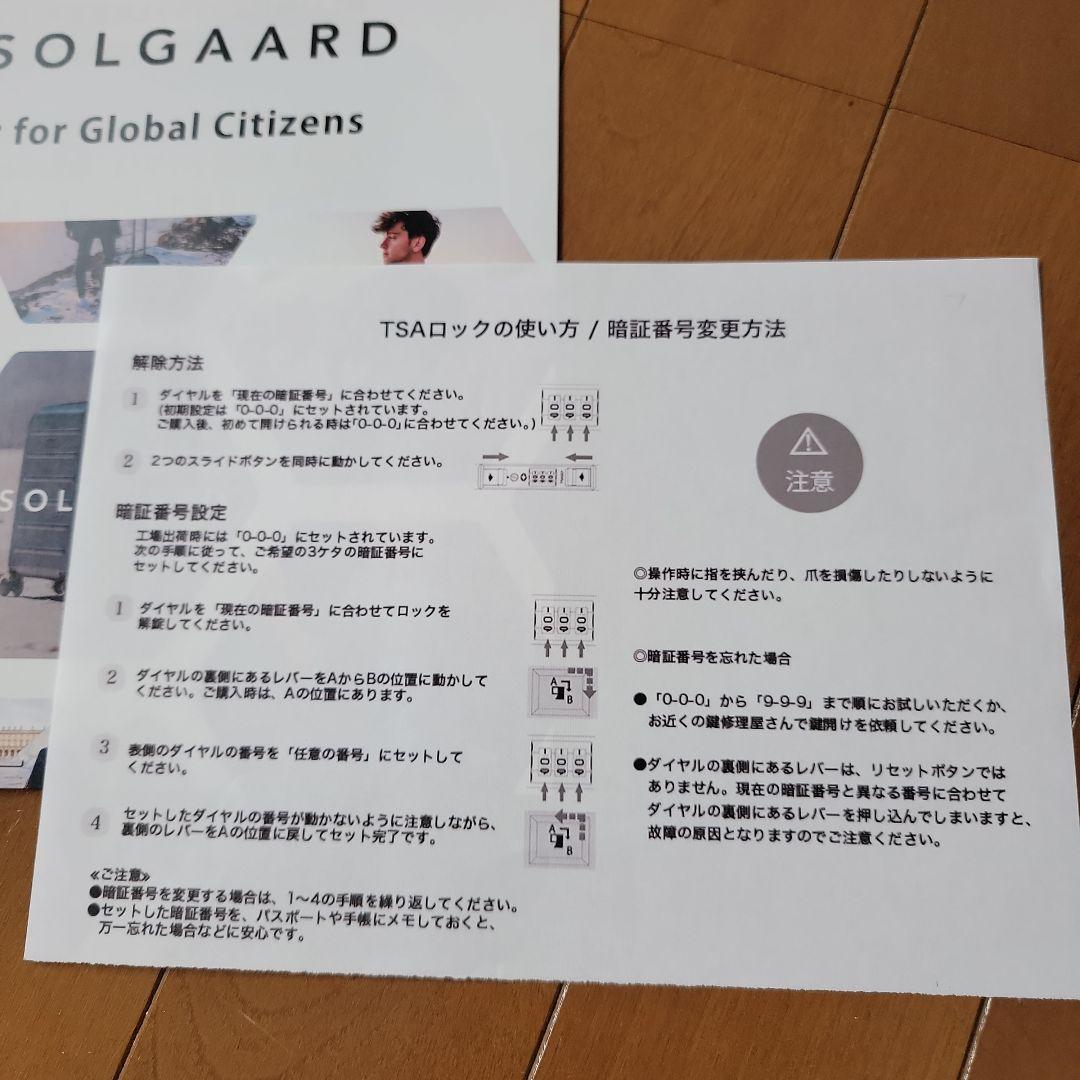 SOLGAARD
for Global Citizens
SOL
TSAロックの使い方 / 暗証番号変更方法
解除方法
1 ダイヤルを「現在の暗証番号」に合わせてください。
(初期設定は「0-0-0」にセットされています。
ご購入後、初めて開けられる時は「0-0-0」に合わせてください。)
2 2つのスライドボタンを同時に動かしてください。
暗証番号設定
工場出荷時には「0-0-0」にセットされています。
次の手順に従って、ご希望の3ケタの暗証番号に
セットしてください。
1 ダイヤルを「現在の暗証番号」に合わせてロックを
解錠してください。
2 ダイヤルの裏側にあるレバーをAからBの位置に動かして
ください。ご購入時は、Aの位置にあります。
A
B
3 表側のダイヤルの番号を「任意の番号」にセットして
ください。
4 セットしたダイヤルの番号が動かないように注意しながら、
裏側のレバーをAの位置に戻してセット完了です。
A
B
≪ご注意≫
●暗証番号を変更する場合は、1〜4の手順を繰り返してください。
●セットした暗証番号を、パスポートや手帳にメモしておくと、
万一忘れた場合などに安心です。
注意
◎操作時に指を挟んだり、爪を損傷したりしないように
十分注意してください。
◎暗証番号を忘れた場合
●「0-0-0」から「9-9-9」まで順にお試しいただくか、
お近くの鍵修理屋さんで鍵開けを依頼してください。
●ダイヤルの裏側にあるレバーは、リセットボタンでは
ありません。現在の暗証番号と異なる番号に合わせて
ダイヤルの裏側にあるレバーを押し込んでしまいますと、
故障の原因となりますのでご注意ください。